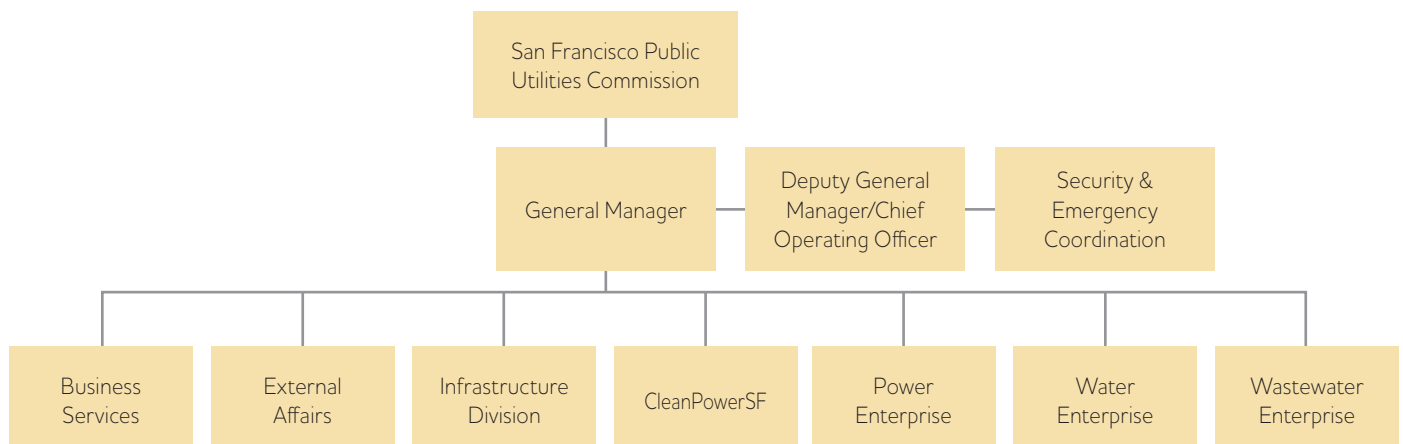 San Francisco Public
Utilities Commission
General Manager
Deputy General
Manager/Chief
Operating Officer
Security &
Emergency
Coordination
Business
Services
External
Affairs
Infrastructure
Division
CleanPowerSF
Power
Enterprise
Water
Enterprise
Wastewater
Enterprise